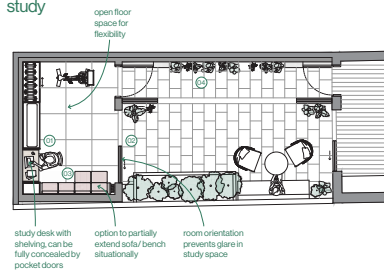 study
open floor
space for
flexibility
04
01
02
03
study desk with
shelving, can be
fully concealed by
pocket doors
option to partially
extend sofa/ bench
situationally
room orientation
prevents glare in
study space